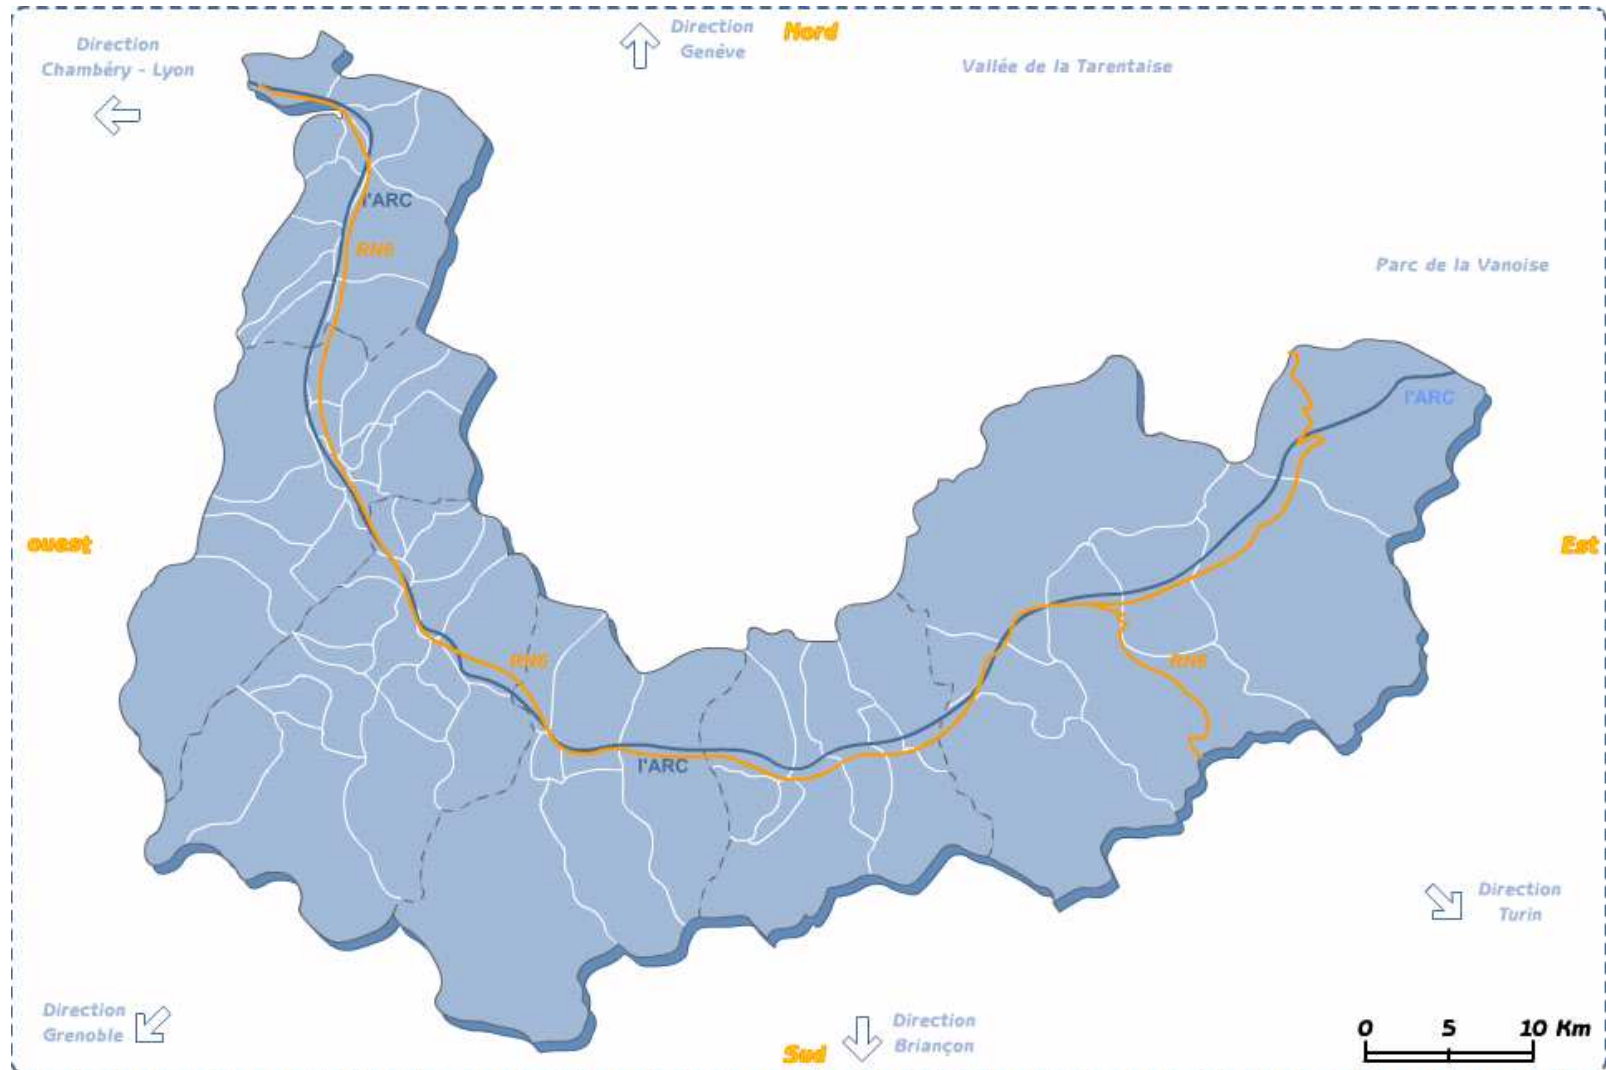 Direction
Chambéry - Lyon
Direction
Genéve
Nord
Vallée de la Tarentaise
l'ARC
RN6
Parc de la Vanoise
l'ARC
ouest
Est
RN6
RN6
l'ARC
Direction
Turin
Direction
Grenoble
Sud
Direction
Briançon
0 5 10 Km